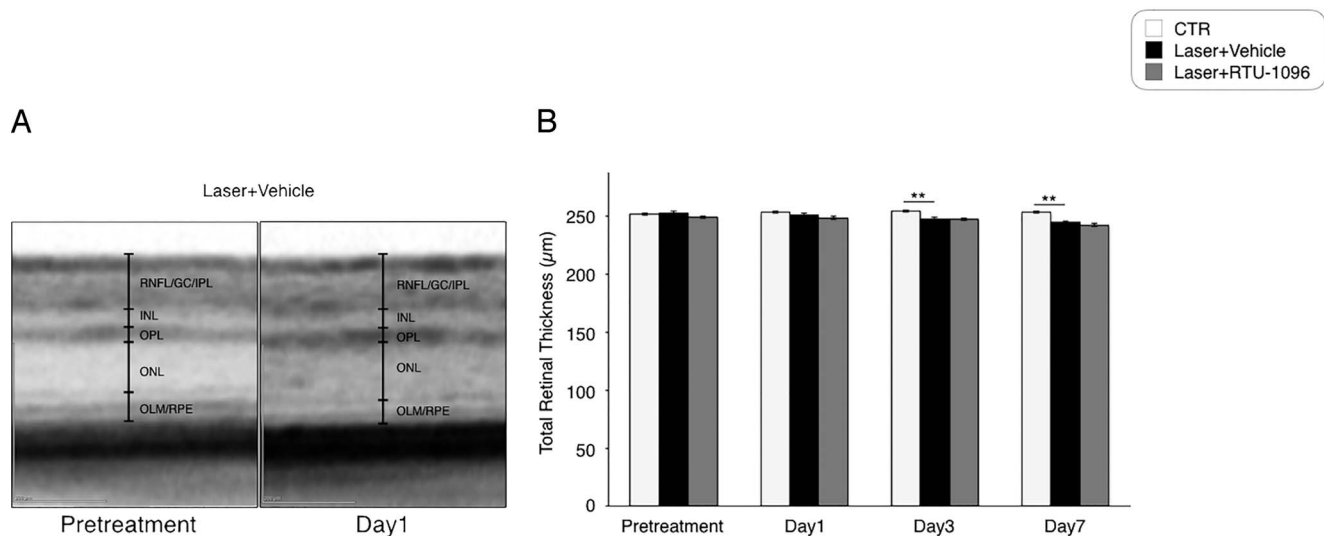 CTR
Laser+Vehicle
Laser+RTU-1096
A
B
Laser+Vehicle
RNFL/GC/IPL
INL
OPL
ONL
OLM/RPE
RNFL/GC/IPL
INL
OPL
ONL
OLM/RPE
Pretreatment
Day1
Total Retinal Thickness (µm)
250
200
150
100
50
0
**
**
Pretreatment
Day1
Day3
Day7